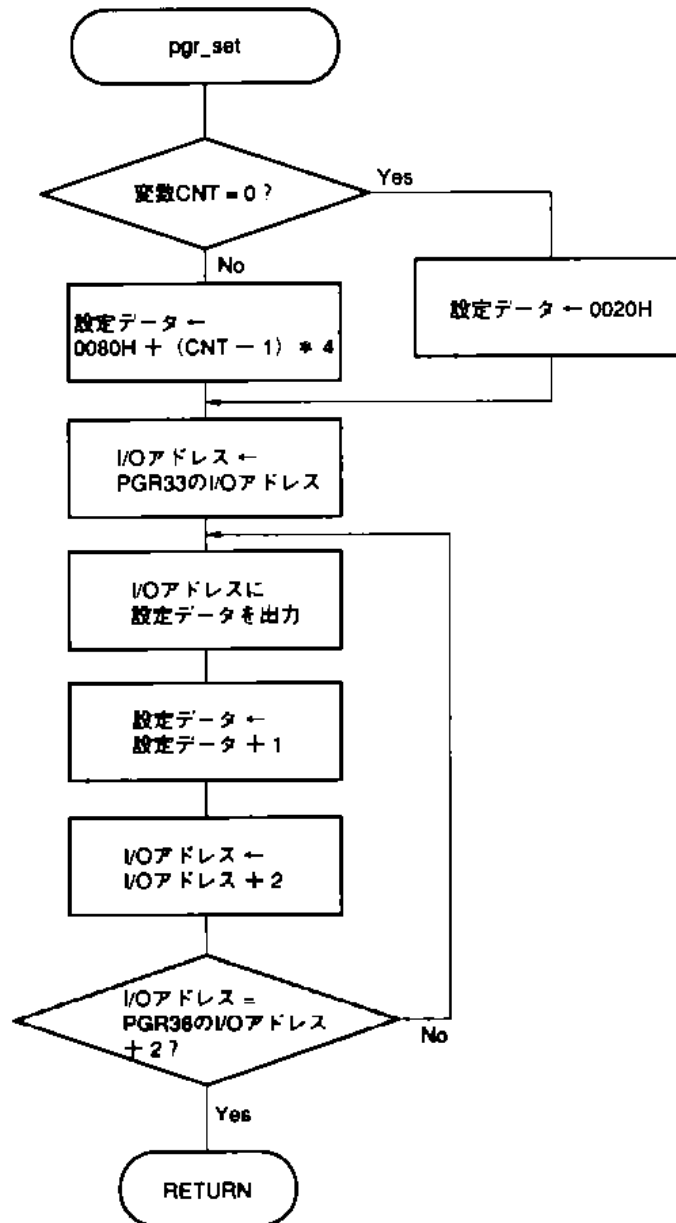 pgr_set
変数CNT = 0 ?
Yes
No
設定データ ←
0080H + (CNT − 1) * 4
設定データ ← 0020H
I/Oアドレス ←
PGR33のI/Oアドレス
I/Oアドレスに
設定データを出力
設定データ ←
設定データ + 1
I/Oアドレス ←
I/Oアドレス + 2
I/Oアドレス =
PGR36のI/Oアドレス
+ 2 ?
No
Yes
RETURN